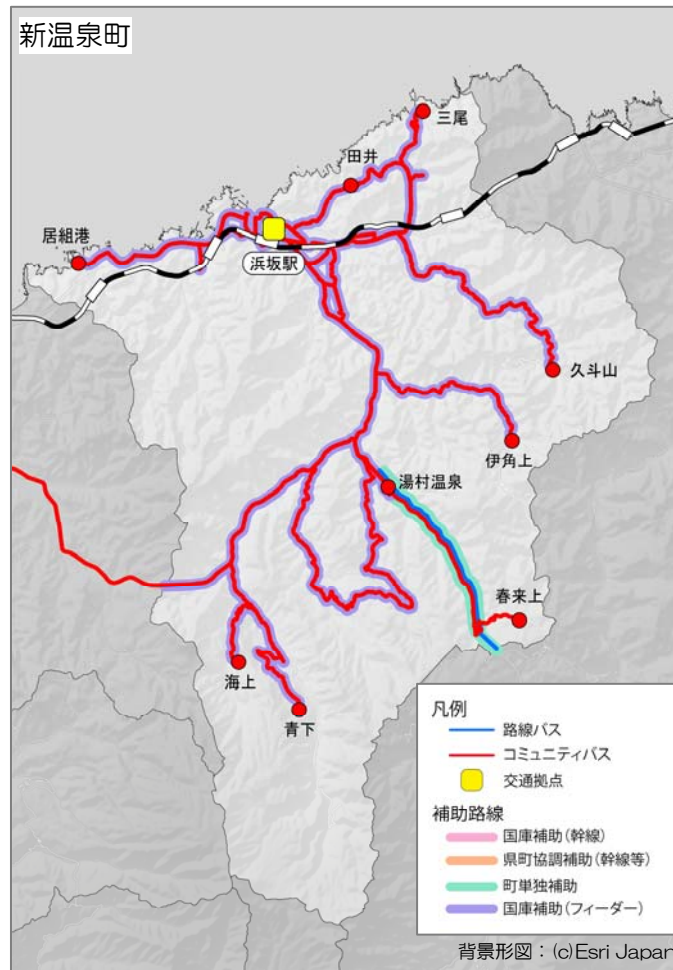 新温泉町
三尾
田井
居組港
浜坂駅
久斗山
伊角上
湯村温泉
春来上
海上
青下
凡例
路線バス
コミュニティバス
交通拠点
補助路線
国庫補助(幹線)
県町協調補助(幹線等)
町単独補助
国庫補助(フィーダー)
背景形図：(c)Esri Japan